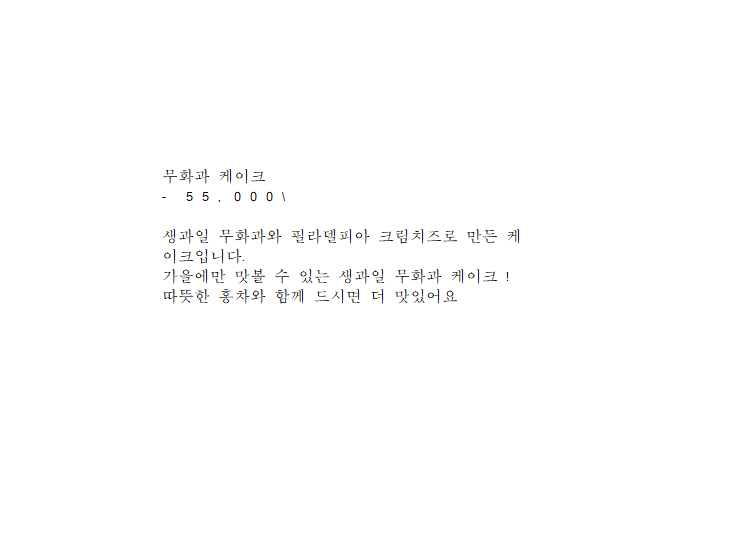 무화과 케이크
- 55,000\
생과일 무화과와 필라델피아 크림치즈로 만든 케
이크입니다.
가을에만 맛볼 수 있는 생과일 무화과 케이크 !
따뜻한 홍차와 함께 드시면 더 맛있어요